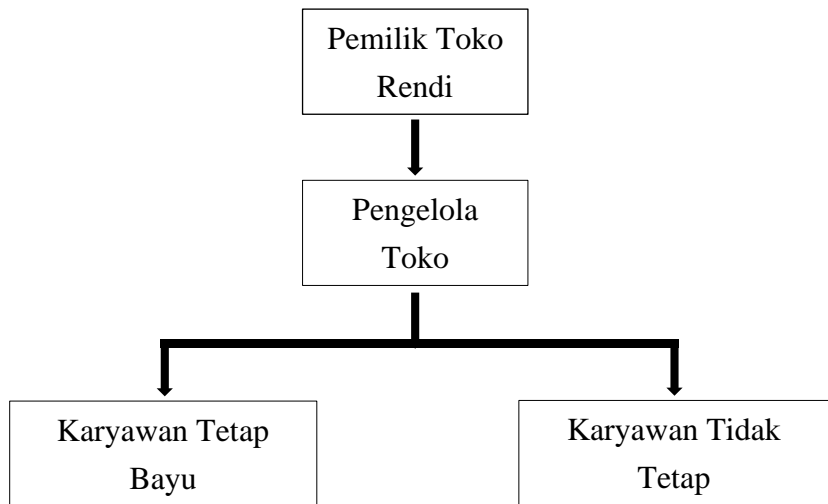 Pemilik Toko
Rendi
Pengelola
Toko
Karyawan Tetap
Bayu
Karyawan Tidak
Tetap